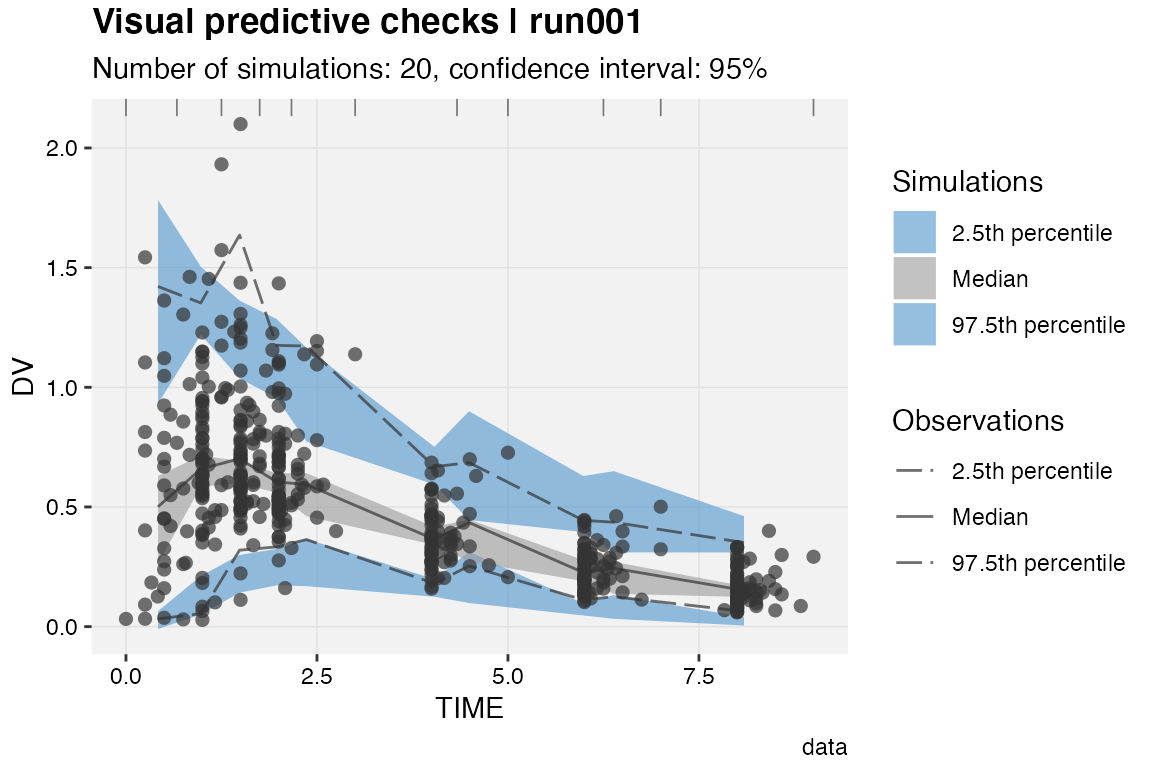 Visual predictive checks | run001
Number of simulations: 20, confidence interval: 95%
2.0
1.5
1.0
0.5
0.0
DV
0.0 2.5 5.0 7.5
TIME
data
Simulations
2.5th percentile
Median
97.5th percentile
Observations
2.5th percentile
Median
97.5th percentile